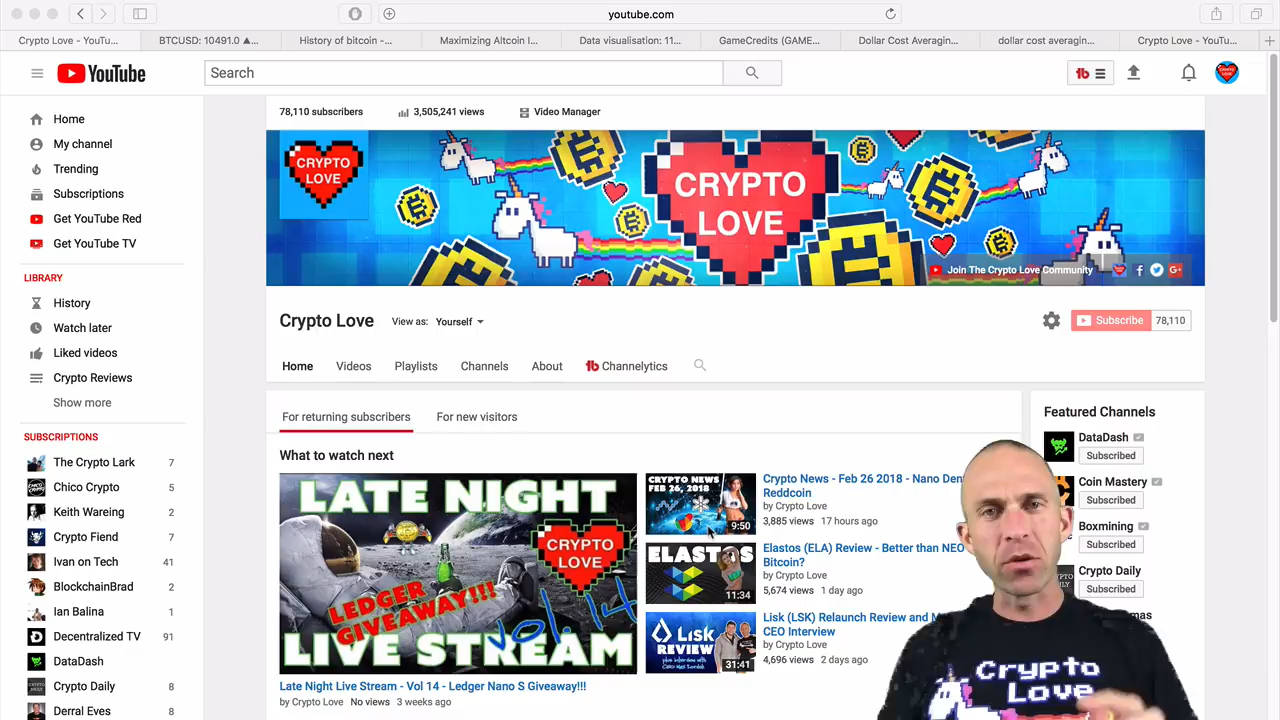 youtube.com
Crypto Love - YouTu...
BTCUSD: 10491.0 ▲...
History of bitcoin -...
Maximizing Altcoin I...
Data visualisation: 11...
GameCredits (GAME...
Dollar Cost Averagin...
dollar cost averagin...
Crypto Love - YouTu...
YouTube
Search
78,110 subscribers
3,505,241 views
Video Manager
CRYPTO
LOVE
CRYPTO
LOVE
Join The Crypto Love Community
Crypto Love
View as: Yourself
Subscribe 78,110
Home
Videos
Playlists
Channels
About
Channelytics
Home
My channel
Trending
Subscriptions
Get YouTube Red
Get YouTube TV
LIBRARY
History
Watch later
Liked videos
Crypto Reviews
Show more
SUBSCRIPTIONS
The Crypto Lark 7
Chico Crypto 5
Keith Wareing 2
Crypto Fiend 7
Ivan on Tech 41
BlockchainBrad 2
Ian Balina 1
Decentralized TV 91
DataDash
Crypto Daily 8
Derral Eves 8
For returning subscribers
For new visitors
What to watch next
LATE NIGHT
CRYPTO
LOVE
LEDGER
GIVEAWAY!!!
Vol 14
LIVE STREAM
Late Night Live Stream - Vol 14 - Ledger Nano S Giveaway!!!
by Crypto Love No views 3 weeks ago
CRYPTO NEWS
FEB 26, 2018
9:50
Crypto News - Feb 26 2018 - Nano Den
Reddcoin
by Crypto Love
3,885 views 17 hours ago
ELASTOS
11:34
Elastos (ELA) Review - Better than NEO
Bitcoin?
by Crypto Love
5,674 views 1 day ago
LISK
REVIEW
31:41
Lisk (LSK) Relaunch Review and M
CEO Interview
by Crypto Love
4,696 views 2 days ago
Featured Channels
DataDash
Subscribed
Coin Mastery
Subscribed
Boxmining
Subscribed
Crypto Daily
Subscribed
mas
Crypto
Love